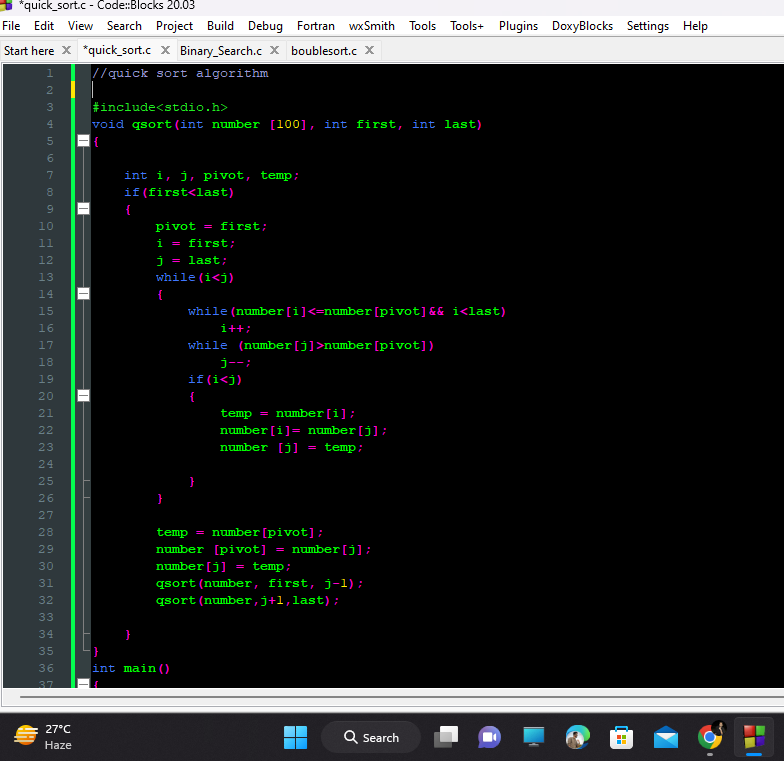 *quick_sort.c - Code::Blocks 20.03
File Edit View Search Project Build Debug Fortran wxSmith Tools Tools+ Plugins DoxyBlocks Settings Help
Start here *quick_sort.c Binary_Search.c boublesort.c
1 //quick sort algorithm
2
3 #include<stdio.h>
4 void qsort(int number [100], int first, int last)
5 {
6
7 int i, j, pivot, temp;
8 if(first<last)
9 {
10 pivot = first;
11 i = first;
12 j = last;
13 while(i<j)
14 {
15 while(number[i]<=number[pivot]&& i<last)
16 i++;
17 while (number[j]>number[pivot])
18 j--;
19 if(i<j)
20 {
21 temp = number[i];
22 number[i]= number[j];
23 number [j] = temp;
24
25 }
26 }
27
28 temp = number[pivot];
29 number [pivot] = number[j];
30 number[j] = temp;
31 qsort(number, first, j-1);
32 qsort(number,j+1,last);
33
34 }
35 }
36 int main()
37 {
27°C
Haze
Search